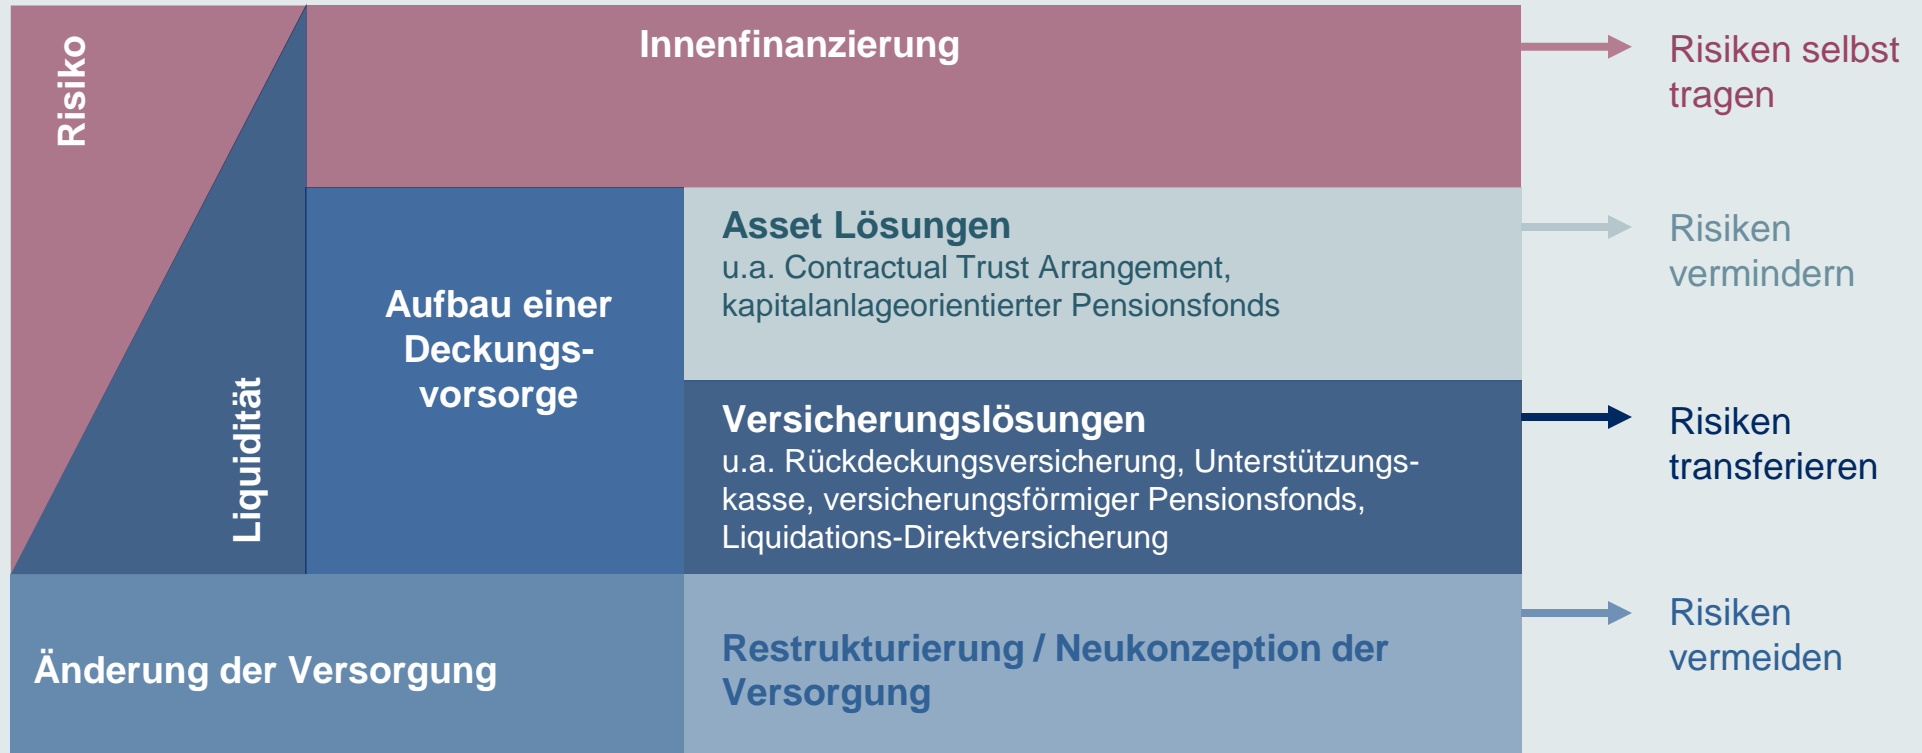 Risiko
Liquidität
Innenfinanzierung
Risiken selbst
tragen
Aufbau einer
Deckungs-
vorsorge
Asset Lösungen
u.a. Contractual Trust Arrangement,
kapitalanlageorientierter Pensionsfonds
Risiken
vermindern
Versicherungslösungen
u.a. Rückdeckungsversicherung, Unterstützungs-
kasse, versicherungsförmiger Pensionsfonds,
Liquidations-Direktversicherung
Risiken
transferieren
Änderung der Versorgung
Restrukturierung / Neukonzeption der
Versorgung
Risiken
vermeiden